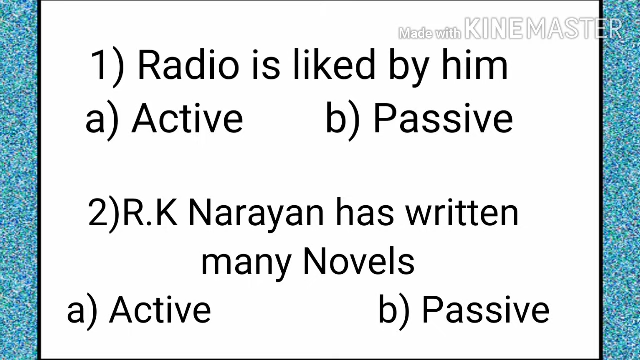 Made with KINEMASTER
1) Radio is liked by him
a) Active b) Passive
2)R.K Narayan has written
many Novels
a) Active b) Passive